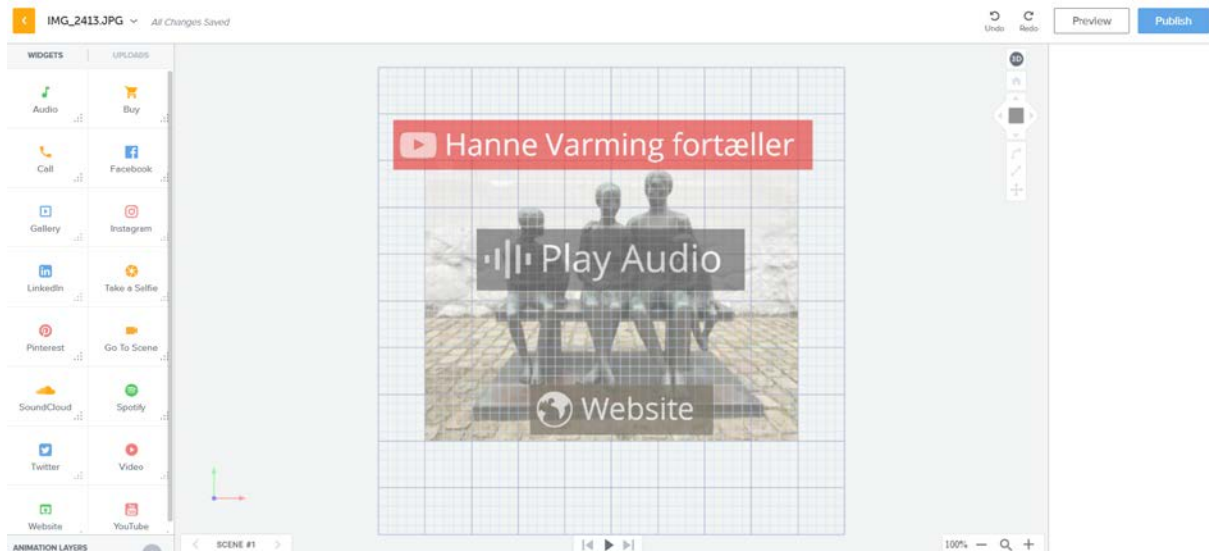 IMG_2413.JPG
All Changes Saved
Undo
Redo
Preview
Publish
WIDGETS
UPLOADS
Audio
Buy
Call
Facebook
Gallery
Instagram
LinkedIn
Take a Selfie
Pinterest
Go To Scene
SoundCloud
Spotify
Twitter
Video
Website
YouTube
ANIMATION LAYERS
3D
Hanne Varming fortæller
Play Audio
Website
SCENE #1
100%